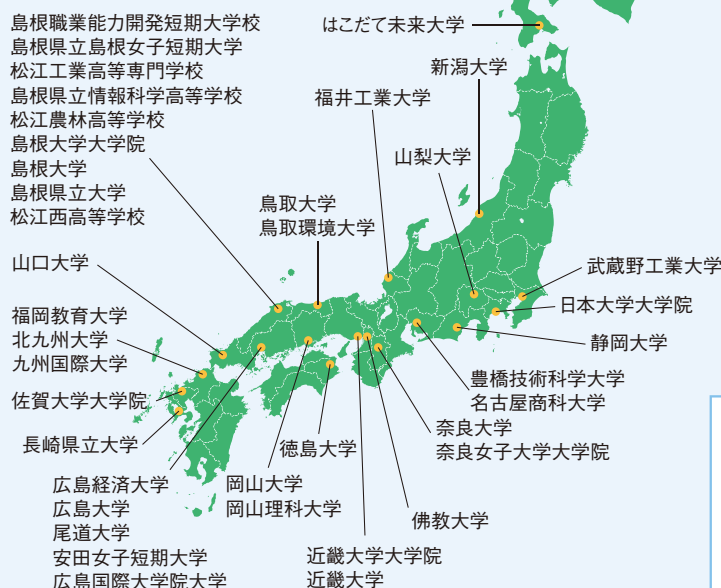 島根職業能力開発短期大学校
島根県立島根女子短期大学
松江工業高等専門学校
島根県立情報科学高等学校
松江農林高等学校
島根大学大学院
島根大学
島根県立大学
松江西高等学校
はこだて未来大学
新潟大学
福井工業大学
山梨大学
鳥取大学
鳥取環境大学
山口大学
福岡教育大学
北九州大学
九州国際大学
佐賀大学大学院
長崎県立大学
武蔵野工業大学
日本大学大学院
静岡大学
豊橋技術科学大学
名古屋商科大学
奈良大学
奈良女子大学大学院
徳島大学
広島経済大学
広島大学
尾道大学
安田女子短期大学
広島国際大学院大学
岡山大学
岡山理科大学
佛教大学
近畿大学大学院
近畿大学